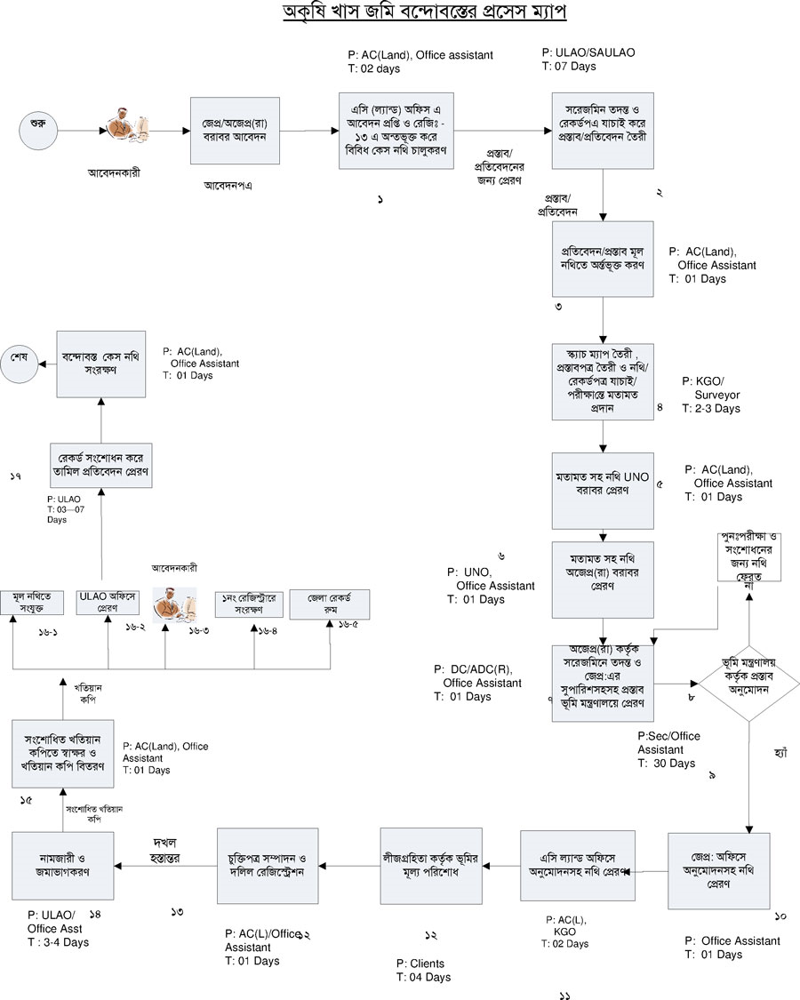 অকৃষি খাস জমি বন্দোবস্তের প্রসেস ম্যাপ
শুরু
আবেদনকারী
জেপ্র/অজেপ্র(রা)
বরাবর আবেদন
আবেদনপএ
P: AC(Land), Office assistant
T: 02 days
এসি (ল্যান্ড) অফিস এ
আবেদন প্রপ্তি ও রেজিঃ -
১৩ এ অন্তভূক্ত করে
বিবিধ কেস নথি চালুকরণ
১
প্রস্তাব/
প্রতিবেদনের
জন্য প্রেরণ
P: ULAO/SAULAO
T: 07 Days
সরেজমিন তদন্ত ও
রেকর্ডপএ যাচাই করে
প্রস্তাব/প্রতিবেদন তৈরী
২
প্রস্তাব/
প্রতিবেদন
প্রতিবেদন/প্রস্তাব মূল
নথিতে অর্ন্তভূক্ত করণ
৩
P: AC(Land),
Office Assistant
T: 01 Days
স্ক্যাচ ম্যাপ তৈরী ,
প্রস্তাবপত্র তৈরী ও নথি/
রেকর্ডপত্র যাচাই/
পরীক্ষান্তে মতামত
প্রদান
৪
P: KGO/
Surveyor
T: 2-3 Days
মতামত সহ নথি UNO
বরাবর প্রেরণ
৫
P: AC(Land),
Office Assistant
T: 01 Days
৬
P: UNO,
Office Assistant
T: 01 Days
মতামত সহ নথি
অজেপ্র(রা) বরাবর
প্রেরণ
P: DC/ADC(R),
Office Assistant
T: 01 Days
অজেপ্র(রা) কর্তৃক
সরেজমিনে তদন্ত ও
জেপ্র:এর
সুপারিশসহসহ প্রস্তাব
ভূমি মন্ত্রণালয়ে প্রেরণ
৭
৮
পুনঃপরীক্ষা ও
সংশোধনের
জন্য নথি
ফেরত
না
ভূমি মন্ত্রণালয়
কর্তৃক প্রস্তাব
অনুমোদন
P:Sec/Office
Assistant
T: 30 Days
৯
হ্যাঁ
জেপ্র: অফিসে
অনুমোদনসহ নথি
প্রেরণ
১০
P: Office Assistant
T: 01 Days
এসি ল্যান্ড অফিসে
অনুমোদনসহ নথি প্রেরণ
P: AC(L),
KGO
T: 02 Days
১১
লীজগ্রহিতা কর্তৃক ভূমির
মূল্য পরিশোধ
১২
P: Clients
T: 04 Days
চুক্তিপত্র সম্পাদন ও
দলিল রেজিস্ট্রেশন
১২
P: AC(L)/Office
Assistant
T: 01 Days
দখল
হস্তান্তর
১৩
নামজারী ও
জমাভাগকরণ
১৪
P: ULAO/
Office Asst
T : 3-4 Days
সংশোধিত খতিয়ান
কপি
১৫
সংশোধিত খতিয়ান
কপিতে স্বাক্ষর ও
খতিয়ান কপি বিতরণ
P: AC(Land), Office
Assistant
T: 01 Days
খতিয়ান
কপি
মূল নথিতে
সংযুক্ত
১৬-১
ULAO অফিসে
প্রেরণ
১৬-২
আবেদনকারী
১৬-৩
১নং রেজিস্ট্রারে
সংরক্ষণ
১৬-৪
জেলা রেকর্ড
রুম
১৬-৫
P: ULAO
T: 03—07
Days
১৭
রেকর্ড সংশোধন করে
তামিল প্রতিবেদন প্রেরণ
বন্দোবস্ত কেস নথি
সংরক্ষণ
P: AC(Land),
Office Assistant
T: 01 Days
শেষ